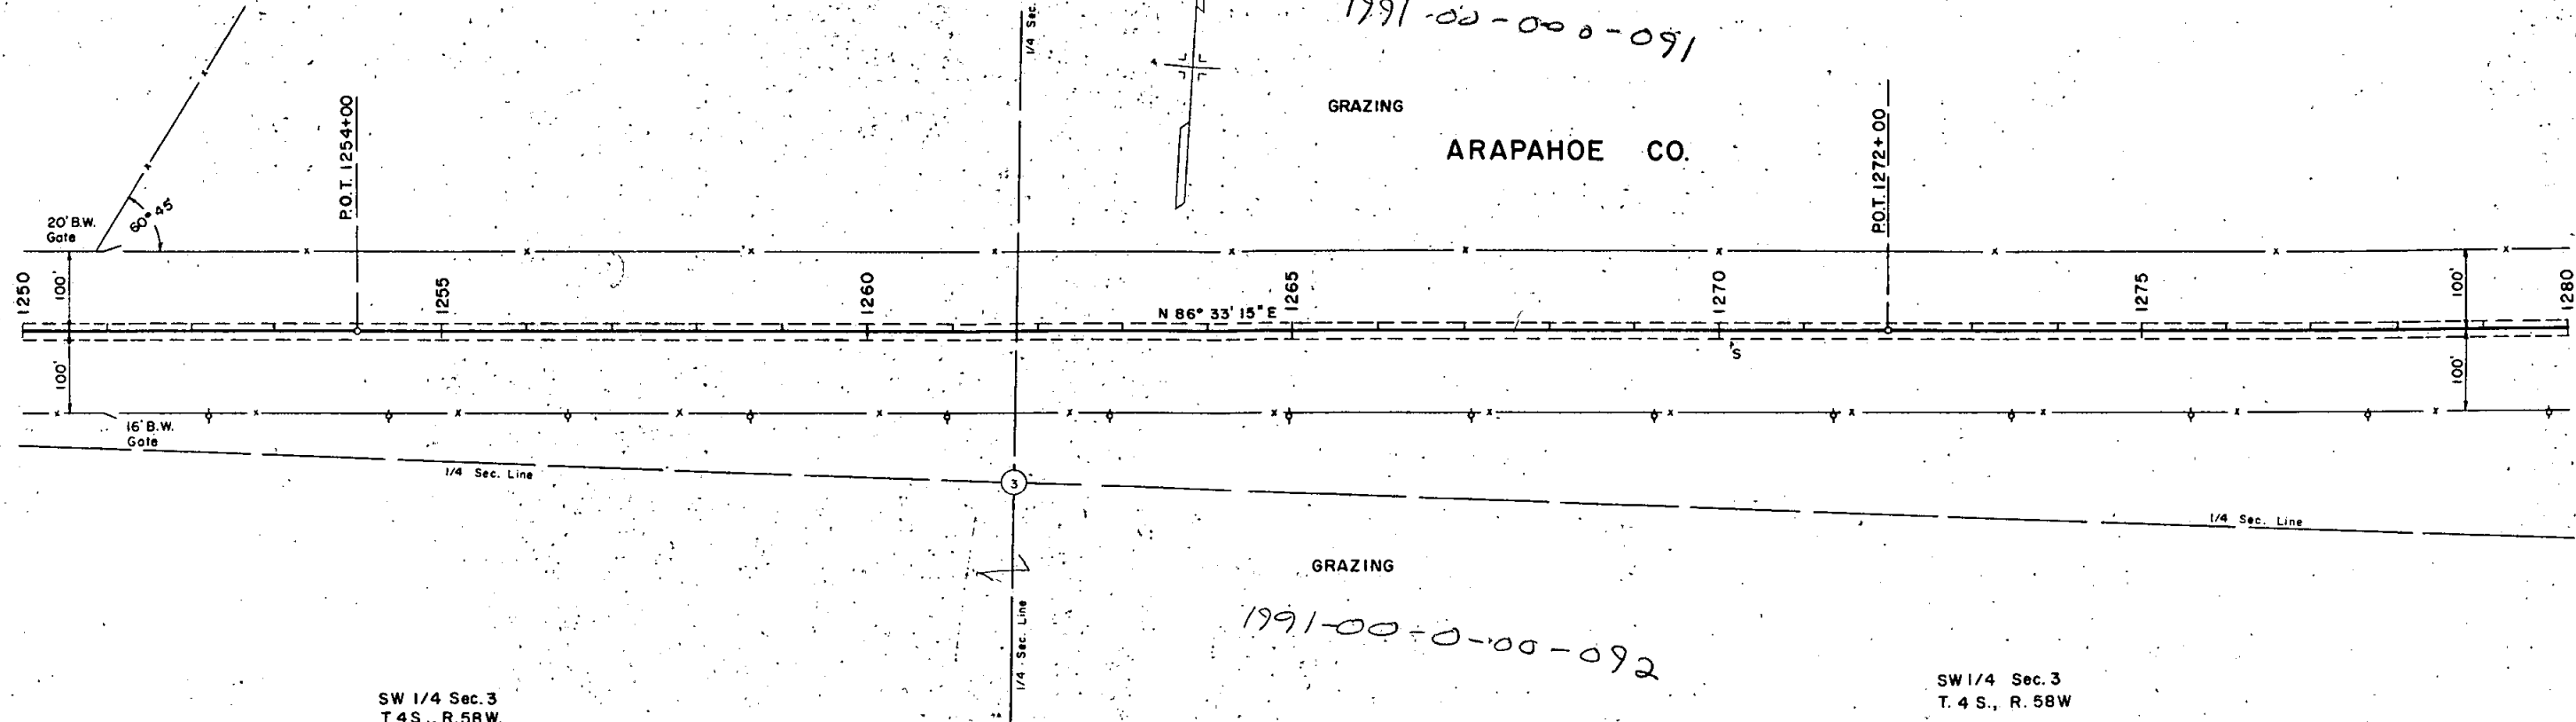 1/4 Sec.
1991-00-000-091
GRAZING
ARAPAHOE CO.
P.O.T. 1254+00
P.O.T. 1272+00
60° 45'
20' B.W.
Gate
1250
100'
1255
1260
1265
1270
1275
100'
1280
N 86° 33' 15" E
S
100'
100'
16' B.W.
Gate
1/4 Sec. Line
3
1/4 Sec. Line
GRAZING
1/4 Sec. Line
1991-00-0-00-092
SW 1/4 Sec. 3
T. 4 S., R. 58 W.
SW 1/4 Sec. 3
T. 4 S., R. 58W